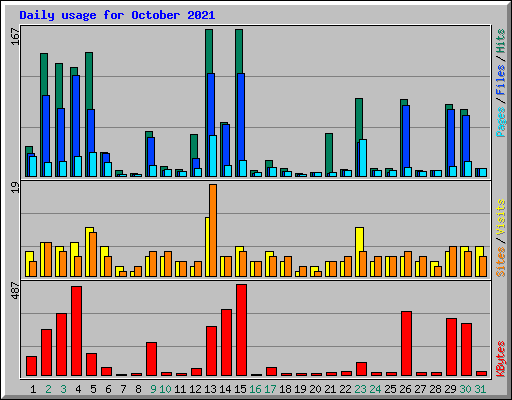 Daily usage for October 2021
167
Pages / Files / Hits
19
Sites / Visits
487
KBytes
1 2 3 4 5 6 7 8 9 10 11 12 13 14 15 16 17 18 19 20 21 22 23 24 25 26 27 28 29 30 31